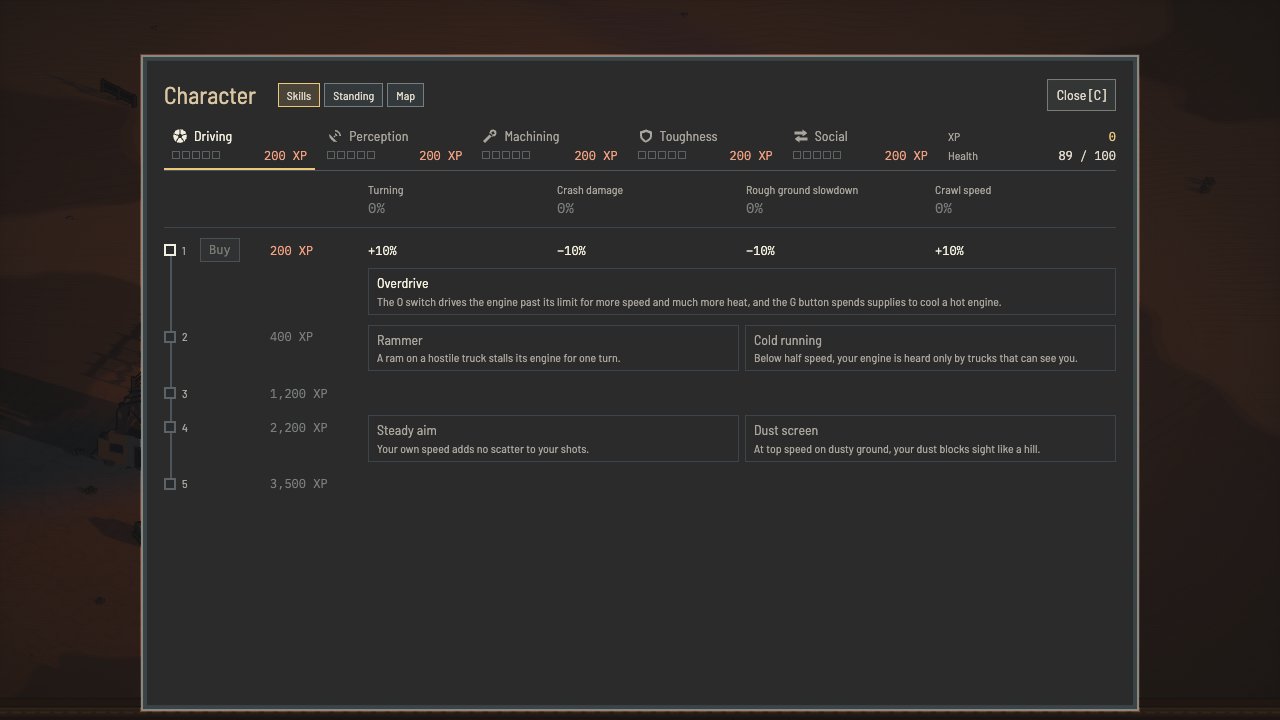 Character
Skills
Standing
Map
Close[C]
Driving
200 XP
Perception
200 XP
Machining
200 XP
Toughness
200 XP
Social
200 XP
XP
0
Health
89 / 100
Turning
Crash damage
Rough ground slowdown
Crawl speed
0%
0%
0%
0%
1
Buy
200 XP
+10%
−10%
−10%
+10%
Overdrive
The O switch drives the engine past its limit for more speed and much more heat, and the G button spends supplies to cool a hot engine.
2
400 XP
Rammer
A ram on a hostile truck stalls its engine for one turn.
Cold running
Below half speed, your engine is heard only by trucks that can see you.
3
1,200 XP
4
2,200 XP
Steady aim
Your own speed adds no scatter to your shots.
Dust screen
At top speed on dusty ground, your dust blocks sight like a hill.
5
3,500 XP